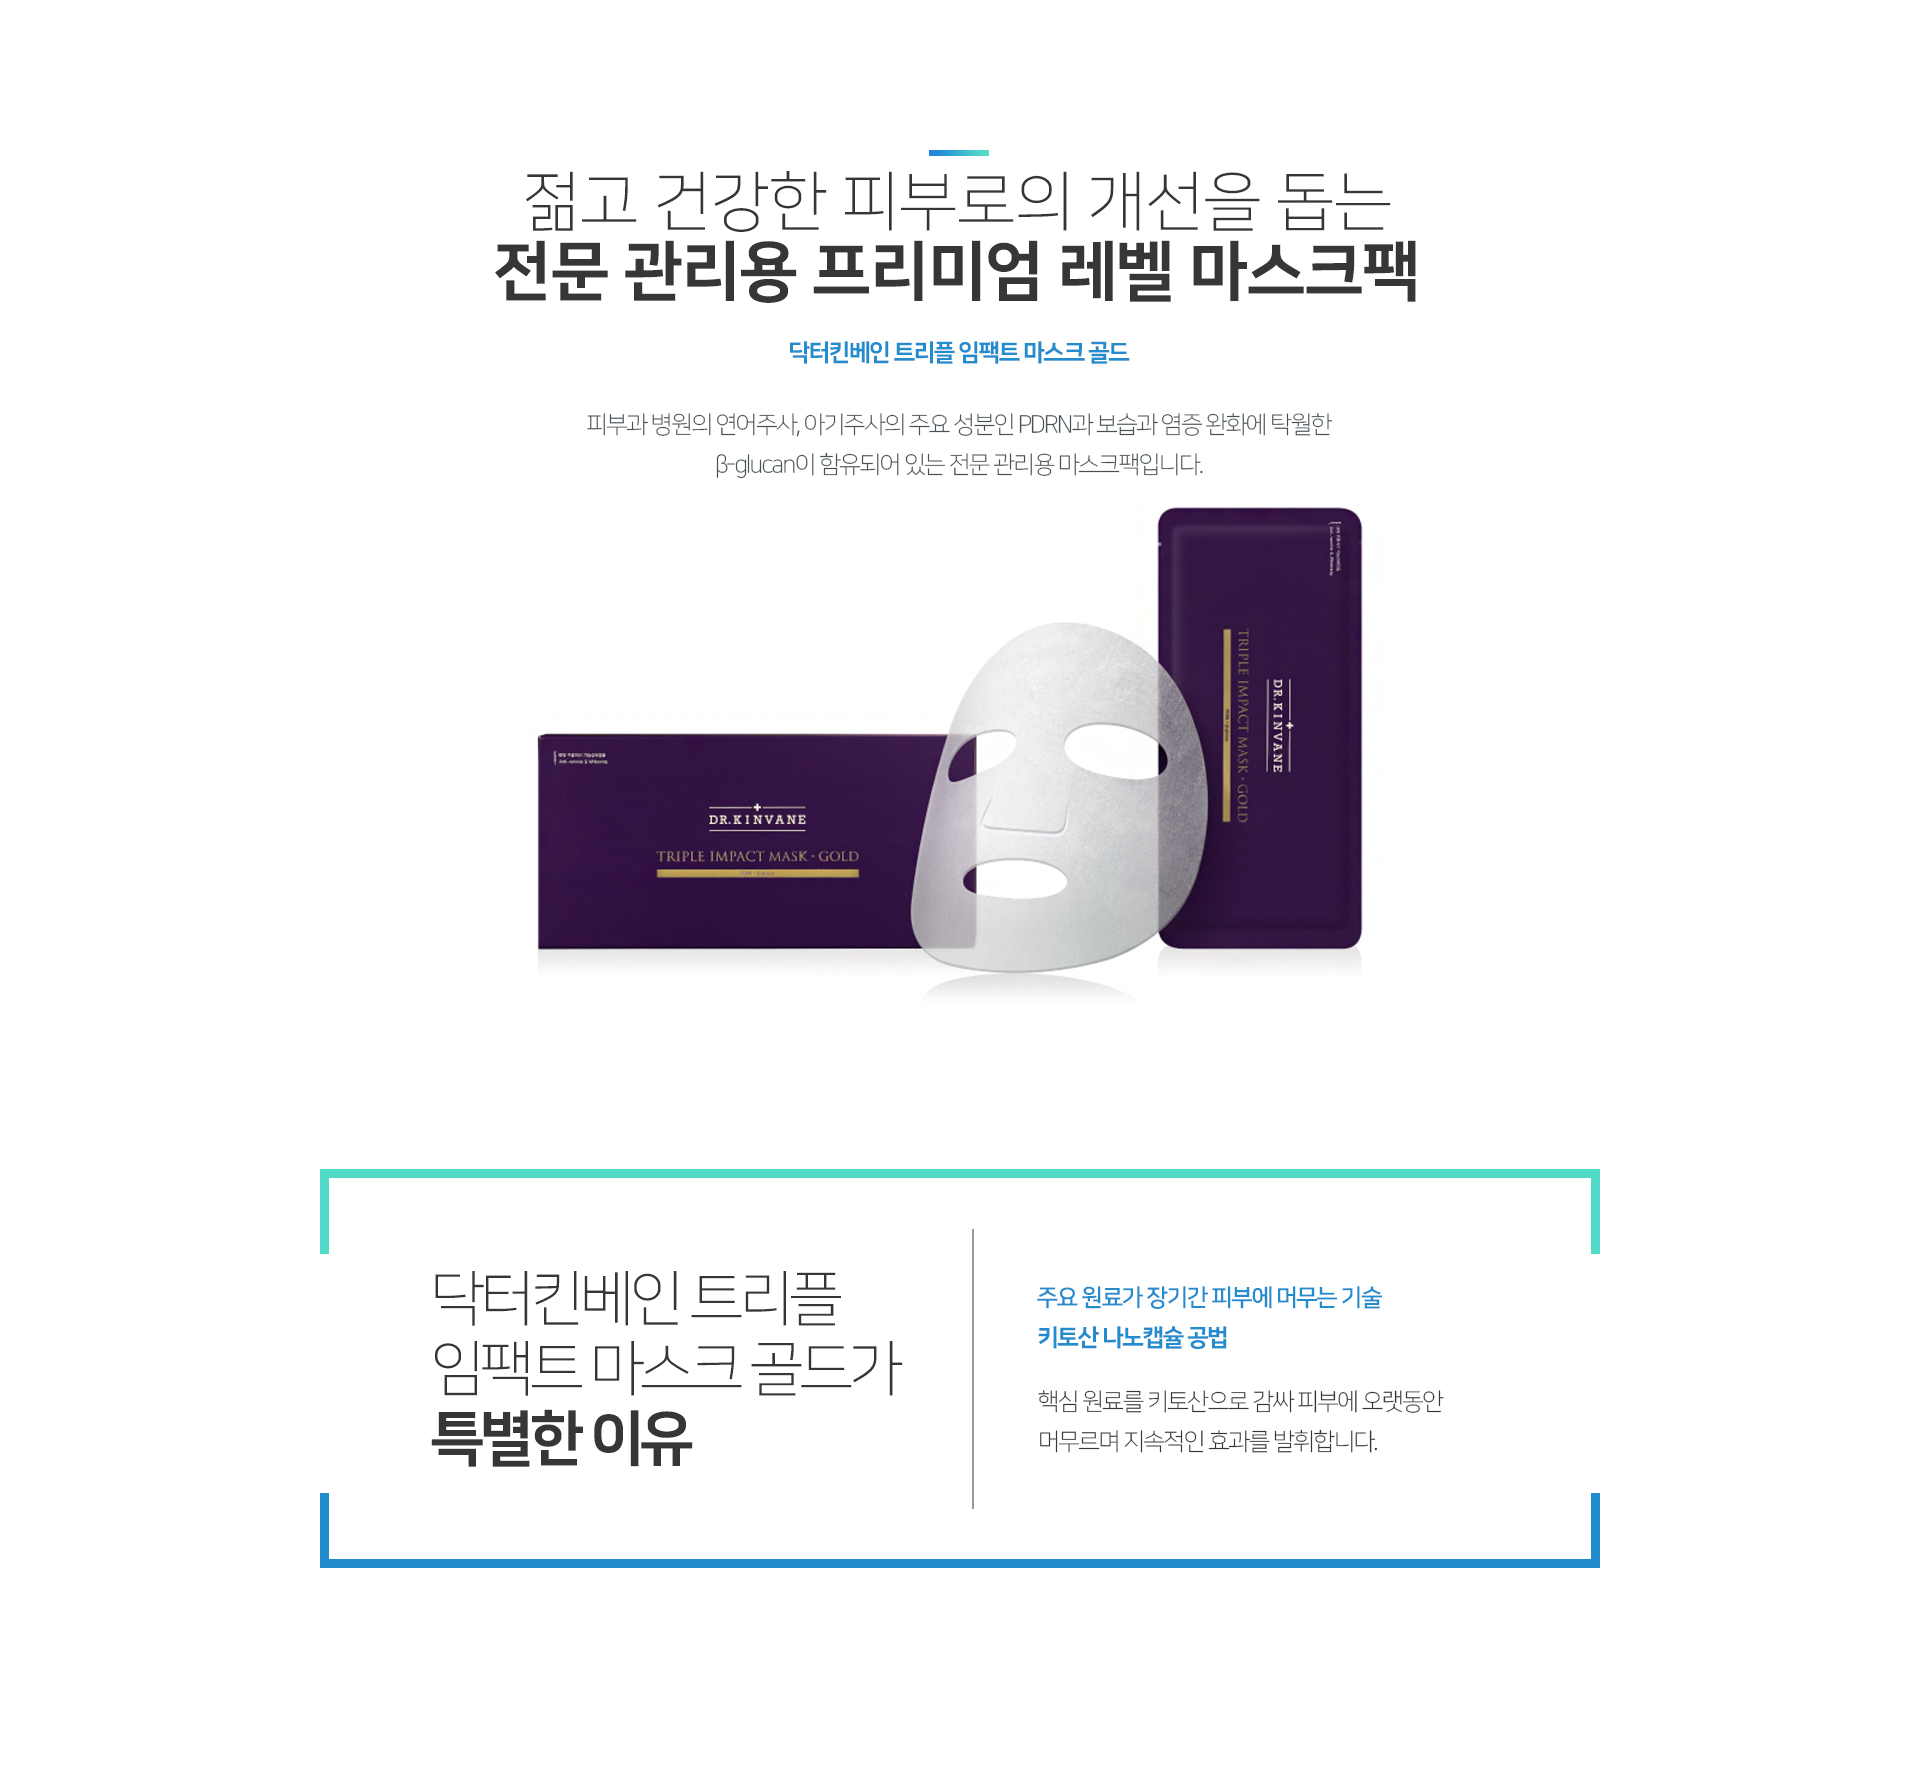 젊고 건강한 피부로의 개선을 돕는
전문 관리용 프리미엄 레벨 마스크팩
닥터킨베인 트리플 임팩트 마스크 골드
피부과 병원의 연어주사, 아기주사의 주요 성분인 PDRN과 보습과 염증 완화에 탁월한
β-glucan이 함유되어 있는 전문 관리용 마스크팩입니다.
DR.KINVANE
TRIPLE IMPACT MASK - GOLD
DR.KINVANE
TRIPLE IMPACT MASK - GOLD
닥터킨베인 트리플
임팩트 마스크 골드가
특별한 이유
주요 원료가 장기간 피부에 머무는 기술
키토산 나노캡슐 공법
핵심 원료를 키토산으로 감싸 피부에 오랫동안
머무르며 지속적인 효과를 발휘합니다.